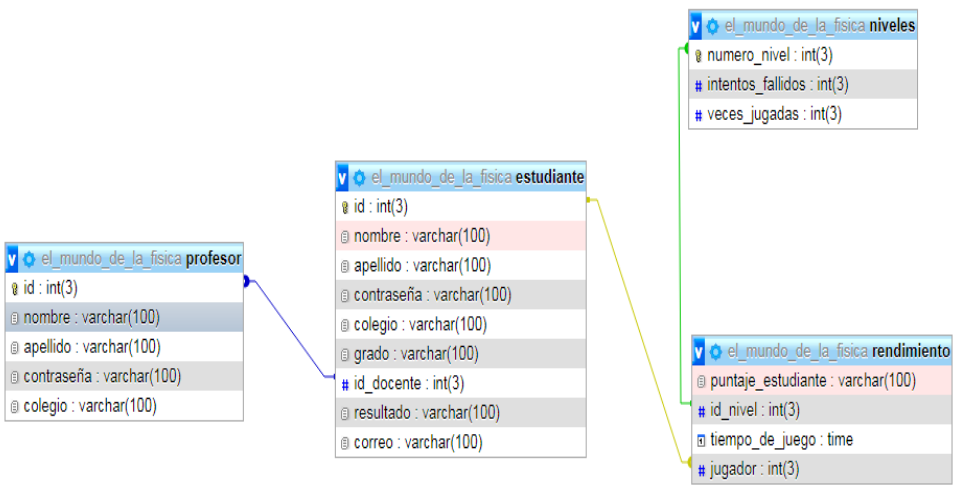 el_mundo_de_la_fisica niveles
numero_nivel : int(3)
# intentos_fallidos : int(3)
# veces_jugadas : int(3)
v el_mundo_de_la_fisica estudiante
id : int(3)
nombre : varchar(100)
apellido : varchar(100)
contraseña : varchar(100)
colegio : varchar(100)
grado : varchar(100)
# id_docente : int(3)
resultado : varchar(100)
correo : varchar(100)
v el_mundo_de_la_fisica profesor
id : int(3)
nombre : varchar(100)
apellido : varchar(100)
contraseña : varchar(100)
colegio : varchar(100)
v el_mundo_de_la_fisica rendimiento
puntaje_estudiante : varchar(100)
# id_nivel : int(3)
tiempo_de_juego : time
# jugador : int(3)